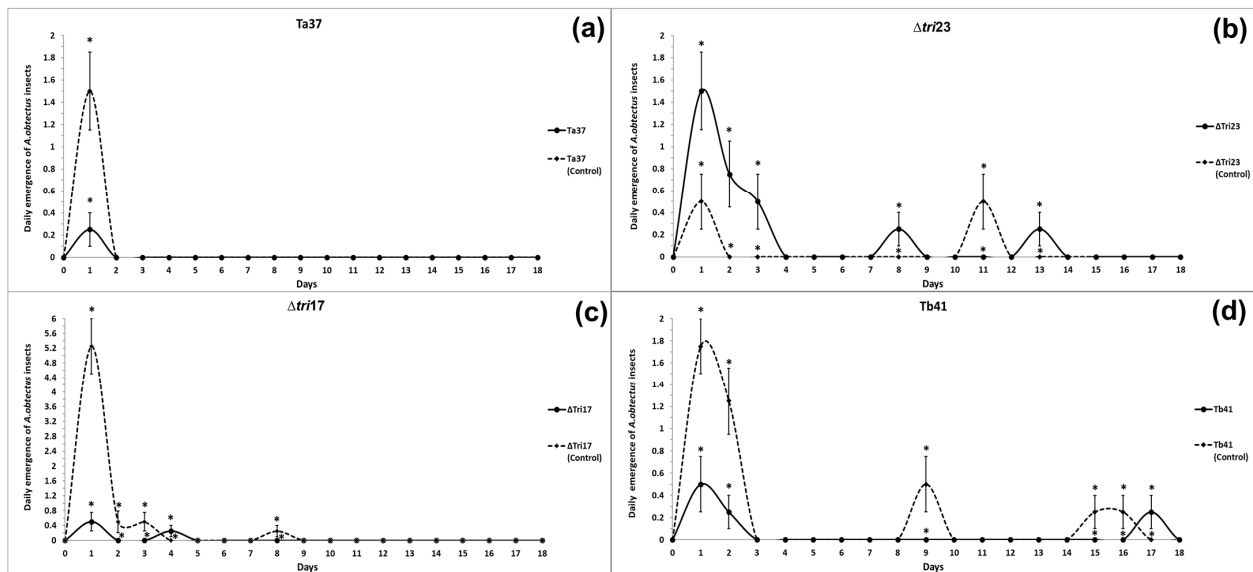 Ta37
(a)
Daily emergence of A.obtectus insects
2
1.8
1.6
1.4
1.2
1
0.8
0.6
0.4
0.2
0
* *
0 1 2 3 4 5 6 7 8 9 10 11 12 13 14 15 16 17 18
Days
Ta37
Ta37
(Control)
Δtri23
(b)
Daily emergence of A.obtectus insects
2
1.8
1.6
1.4
1.2
1
0.8
0.6
0.4
0.2
0
* * * * * * * * * * * *
0 1 2 3 4 5 6 7 8 9 10 11 12 13 14 15 16 17 18
Days
ΔTri23
ΔTri23
(Control)
Δtri17
(c)
Daily emergence of A.obtectus insects
6
5.6
5.2
4.8
4.4
4
3.6
3.2
2.8
2.4
2
1.6
1.2
0.8
0.4
0
* * * * * * * * * *
0 1 2 3 4 5 6 7 8 9 10 11 12 13 14 15 16 17 18
Days
ΔTri17
ΔTri17
(Control)
Tb41
(d)
Daily emergence of A.obtectus insects
2
1.8
1.6
1.4
1.2
1
0.8
0.6
0.4
0.2
0
* * * * * * * * * * * *
0 1 2 3 4 5 6 7 8 9 10 11 12 13 14 15 16 17 18
Days
Tb41
Tb41
(Control)